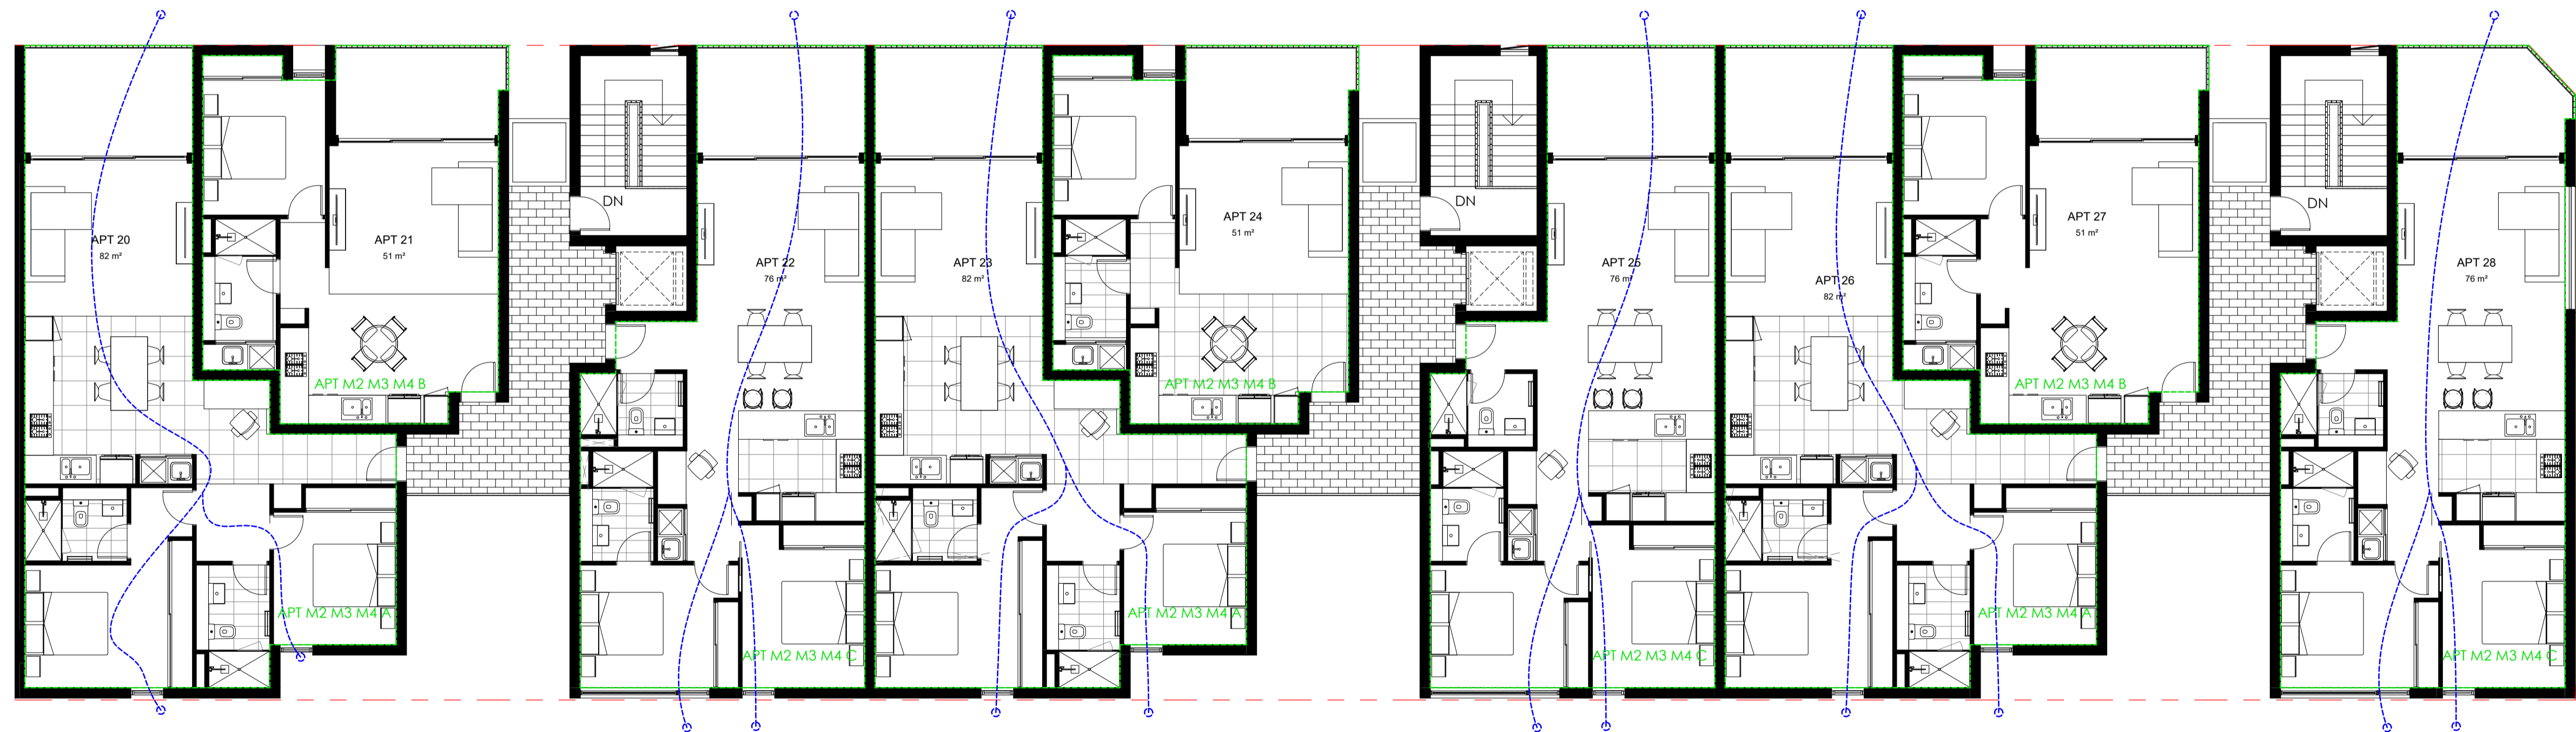 DN
DN
DN
APT 20
82 m²
APT 21
51 m²
APT 22
76 m²
APT 23
82 m²
APT 24
51 m²
APT 25
76 m²
APT 26
82 m²
APT 27
51 m²
APT 28
76 m²
APT M2 M3 M4 B
APT M2 M3 M4 B
APT M2 M3 M4 B
APT M2 M3 M4 A
APT M2 M3 M4 A
APT M2 M3 M4 A
APT M2 M3 M4 C
APT M2 M3 M4 C
APT M2 M3 M4 C